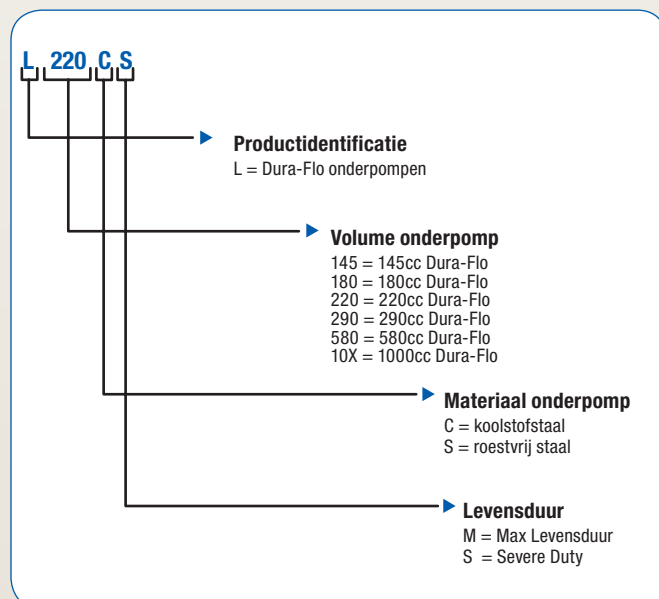 L 220 C S
Productidentificatie
L = Dura-Flo onderpompen
Volume onderpomp
145 = 145cc Dura-Flo
180 = 180cc Dura-Flo
220 = 220cc Dura-Flo
290 = 290cc Dura-Flo
580 = 580cc Dura-Flo
10X = 1000cc Dura-Flo
Materiaal onderpomp
C = koolstofstaal
S = roestvrij staal
Levensduur
M = Max Levensduur
S = Severe Duty